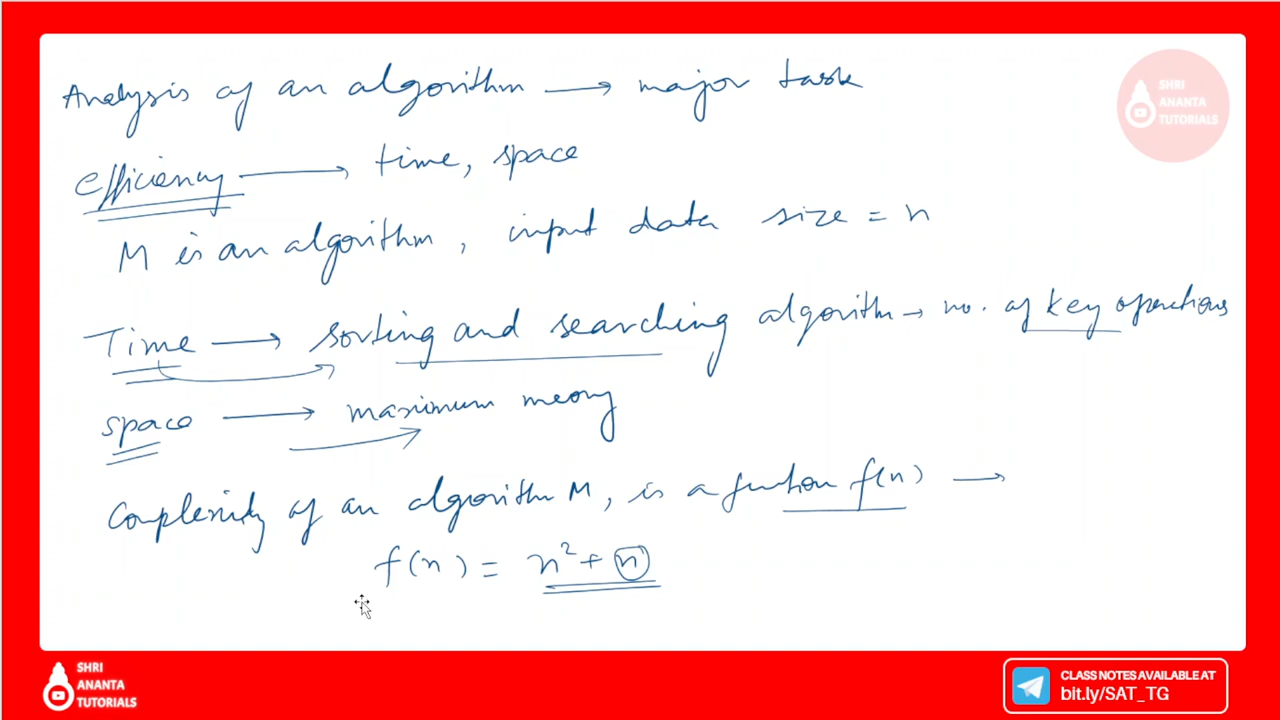 Analysis of an algorithm → major task
SHRI
ANANTA
TUTORIALS
efficiency → time, space
M is an algorithm, input data size = n
Time → sorting and searching algorithm → no. of key operations
space → maximum meory
Complexity of an algorithm M, is a function f(n) →
f(n) = n² + n
SHRI
ANANTA
TUTORIALS
CLASS NOTES AVAILABLE AT
bit.ly/SAT_TG